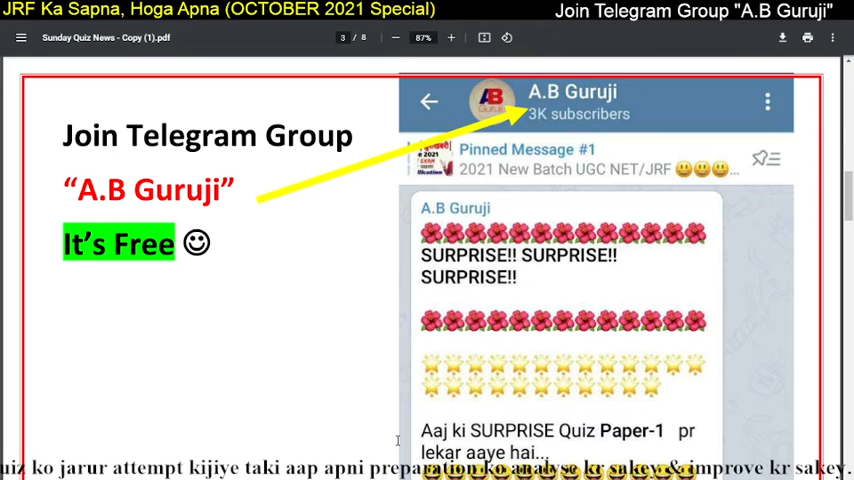 JRF Ka Sapna, Hoga Apna (OCTOBER 2021 Special)
Join Telegram Group "A.B Guruji"
Sunday Quiz News - Copy (1).pdf
3 / 8
87%
Join Telegram Group
“A.B Guruji”
It’s Free
A.B Guruji
3K subscribers
Pinned Message #1
2021 New Batch UGC NET/JRF
A.B Guruji
SURPRISE!! SURPRISE!!
SURPRISE!!
Aaj ki SURPRISE Quiz Paper-1 pr
lekar aaye hai...
uiz ko jarur attempt kijiye taki aap apni preparation ko analyse kr sakey & improve kr sakey.